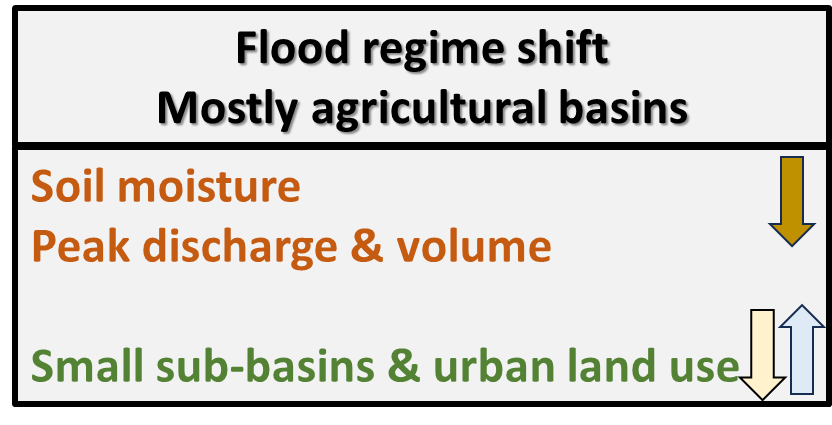 Flood regime shift
Mostly agricultural basins
Soil moisture
Peak discharge & volume
Small sub-basins & urban land use